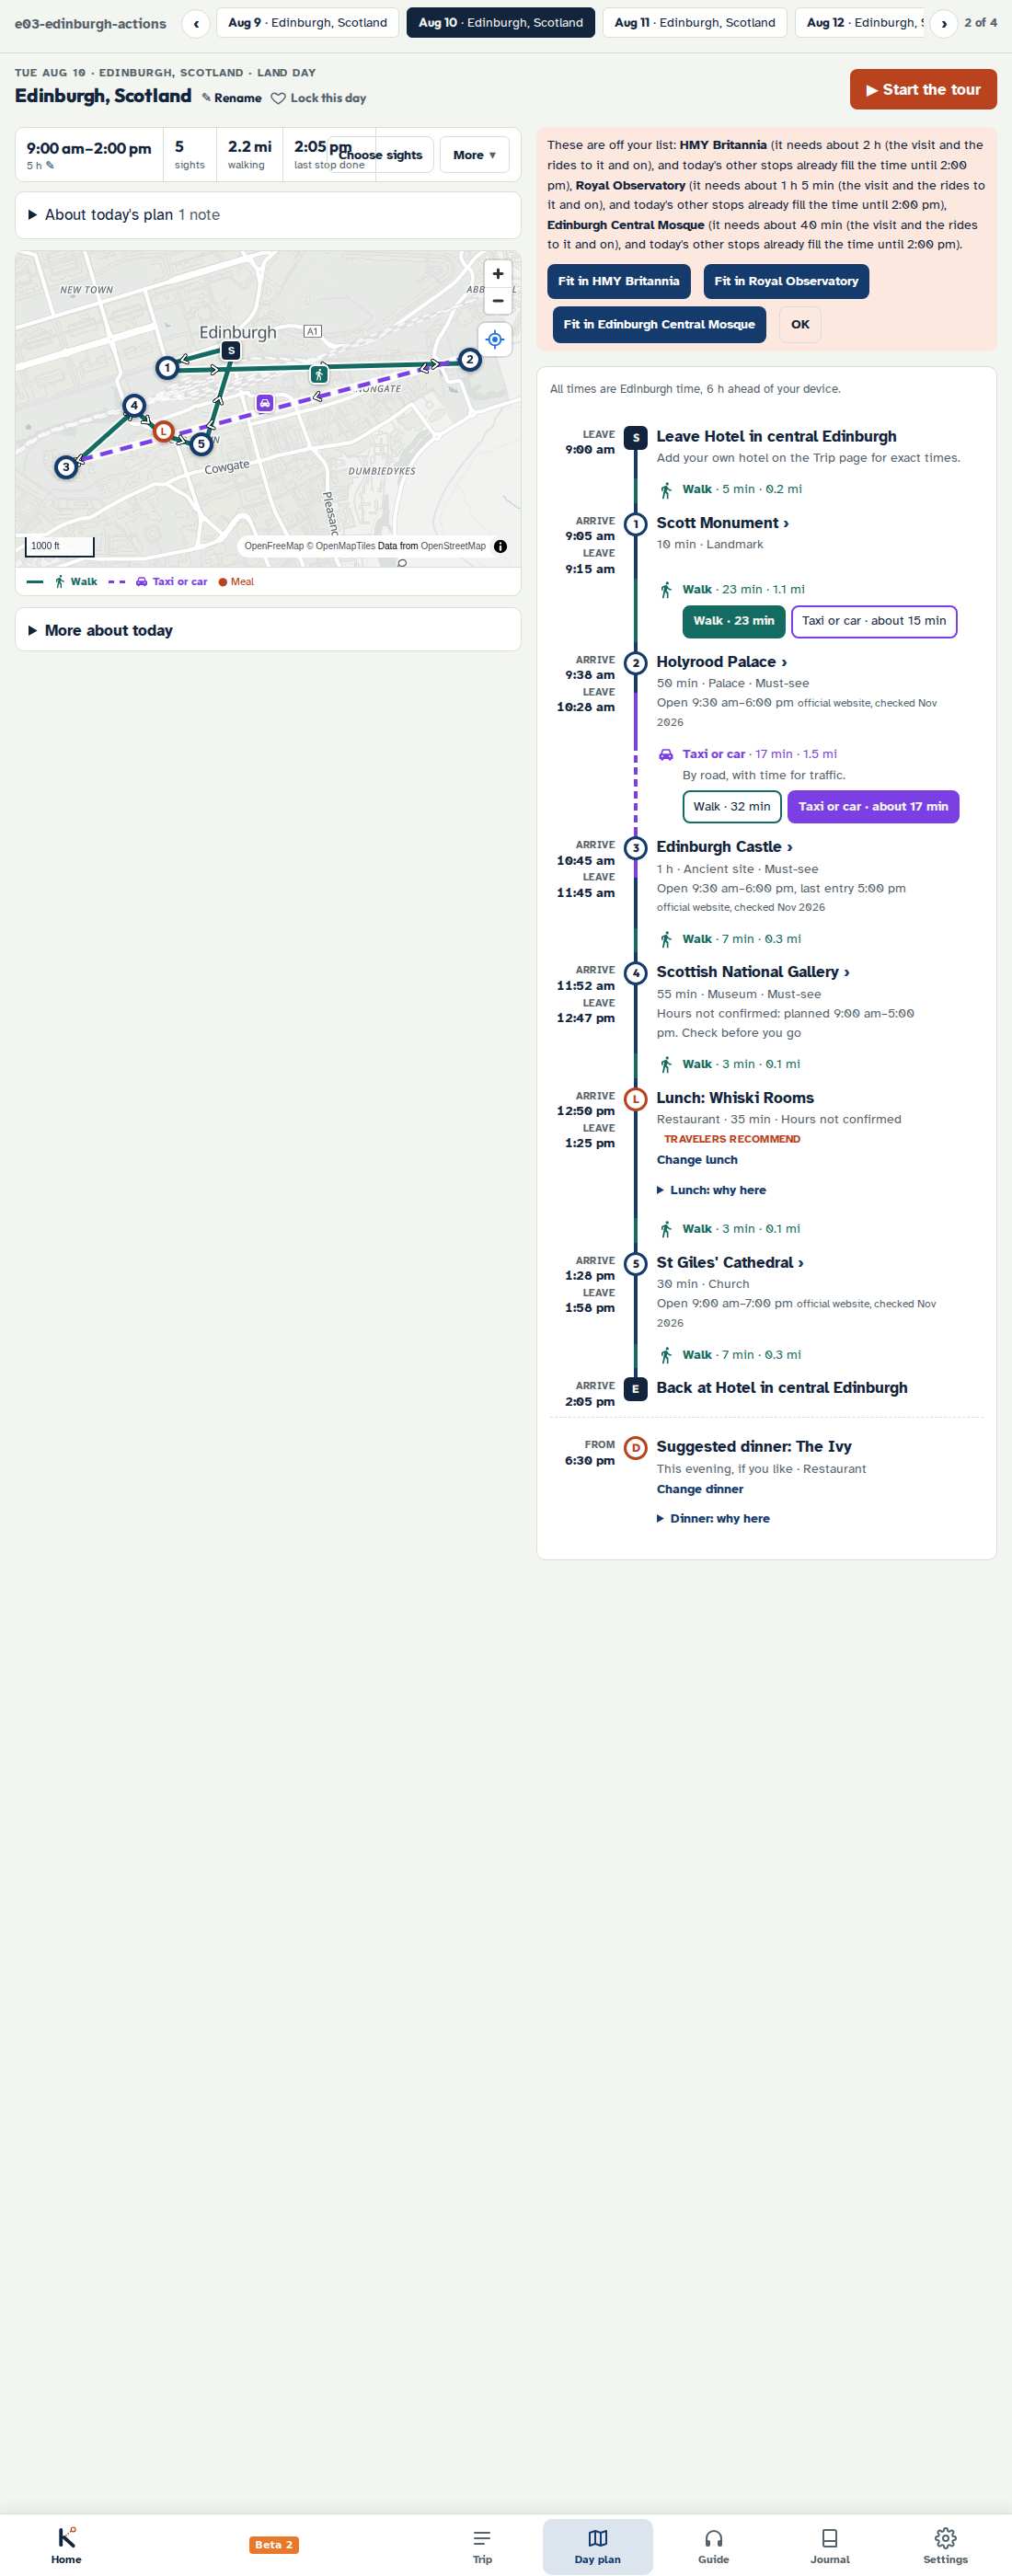 e03-edinburgh-actions
‹
Aug 9 · Edinburgh, Scotland
Aug 10 · Edinburgh, Scotland
Aug 11 · Edinburgh, Scotland
Aug 12 · Edinburgh,
›
2 of 4
TUE AUG 10 · EDINBURGH, SCOTLAND · LAND DAY
Edinburgh, Scotland
✎ Rename
Lock this day
▶ Start the tour
9:00 am–2:00 pm
5 h ✎
5
sights
2.2 mi
walking
2:05 pm
last stop done
Choose sights
More ▼
▶ About today's plan 1 note
NEW TOWN
Edinburgh
A1
S
1
2
4
L
5
3
Cowgate
DUMBIEDYKES
1000 ft
OpenFreeMap © OpenMapTiles Data from OpenStreetMap
+
−
Walk
Taxi or car
Meal
▶ More about today
These are off your list: HMY Britannia (it needs about 2 h (the visit and the
rides to it and on), and today's other stops already fill the time until 2:00
pm), Royal Observatory (it needs about 1 h 5 min (the visit and the rides to
it and on), and today's other stops already fill the time until 2:00 pm),
Edinburgh Central Mosque (it needs about 40 min (the visit and the rides
to it and on), and today's other stops already fill the time until 2:00 pm).
Fit in HMY Britannia
Fit in Royal Observatory
Fit in Edinburgh Central Mosque
OK
All times are Edinburgh time, 6 h ahead of your device.
LEAVE
9:00 am
S
Leave Hotel in central Edinburgh
Add your own hotel on the Trip page for exact times.
Walk · 5 min · 0.2 mi
ARRIVE
9:05 am
LEAVE
9:15 am
1
Scott Monument ›
10 min · Landmark
Walk · 23 min · 1.1 mi
Walk · 23 min
Taxi or car · about 15 min
ARRIVE
9:38 am
LEAVE
10:28 am
2
Holyrood Palace ›
50 min · Palace · Must-see
Open 9:30 am–6:00 pm official website, checked Nov
2026
Taxi or car · 17 min · 1.5 mi
By road, with time for traffic.
Walk · 32 min
Taxi or car · about 17 min
ARRIVE
10:45 am
LEAVE
11:45 am
3
Edinburgh Castle ›
1 h · Ancient site · Must-see
Open 9:30 am–6:00 pm, last entry 5:00 pm
official website, checked Nov 2026
Walk · 7 min · 0.3 mi
ARRIVE
11:52 am
LEAVE
12:47 pm
4
Scottish National Gallery ›
55 min · Museum · Must-see
Hours not confirmed: planned 9:00 am–5:00
pm. Check before you go
Walk · 3 min · 0.1 mi
ARRIVE
12:50 pm
LEAVE
1:25 pm
L
Lunch: Whiski Rooms
Restaurant · 35 min · Hours not confirmed
TRAVELERS RECOMMEND
Change lunch
▶ Lunch: why here
Walk · 3 min · 0.1 mi
ARRIVE
1:28 pm
LEAVE
1:58 pm
5
St Giles' Cathedral ›
30 min · Church
Open 9:00 am–7:00 pm official website, checked Nov
2026
Walk · 7 min · 0.3 mi
ARRIVE
2:05 pm
E
Back at Hotel in central Edinburgh
FROM
6:30 pm
D
Suggested dinner: The Ivy
This evening, if you like · Restaurant
Change dinner
▶ Dinner: why here
Home
Beta 2
Trip
Day plan
Guide
Journal
Settings